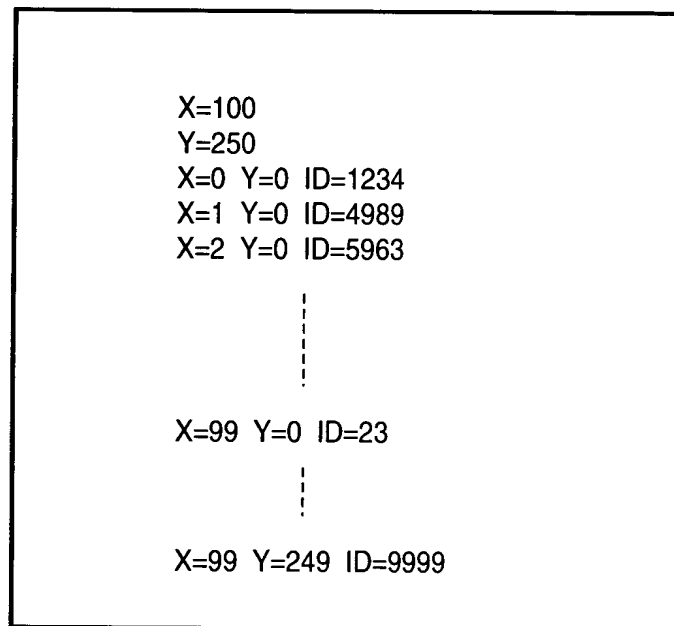 X=100
Y=250
X=0 Y=0 ID=1234
X=1 Y=0 ID=4989
X=2 Y=0 ID=5963
X=99 Y=0 ID=23
X=99 Y=249 ID=9999